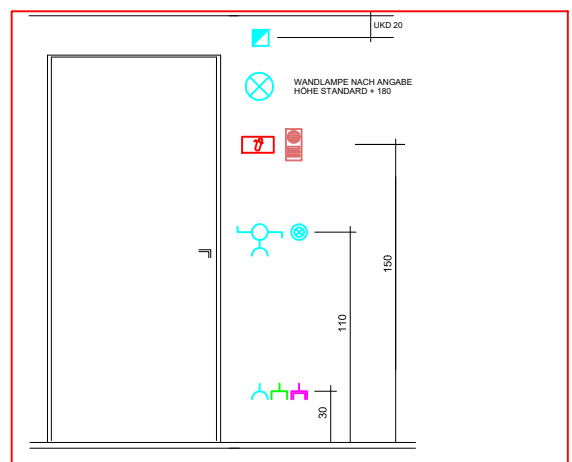 UKD 20
WANDLAMPE NACH ANGABE
HÖHE STANDARD + 180
150
110
30